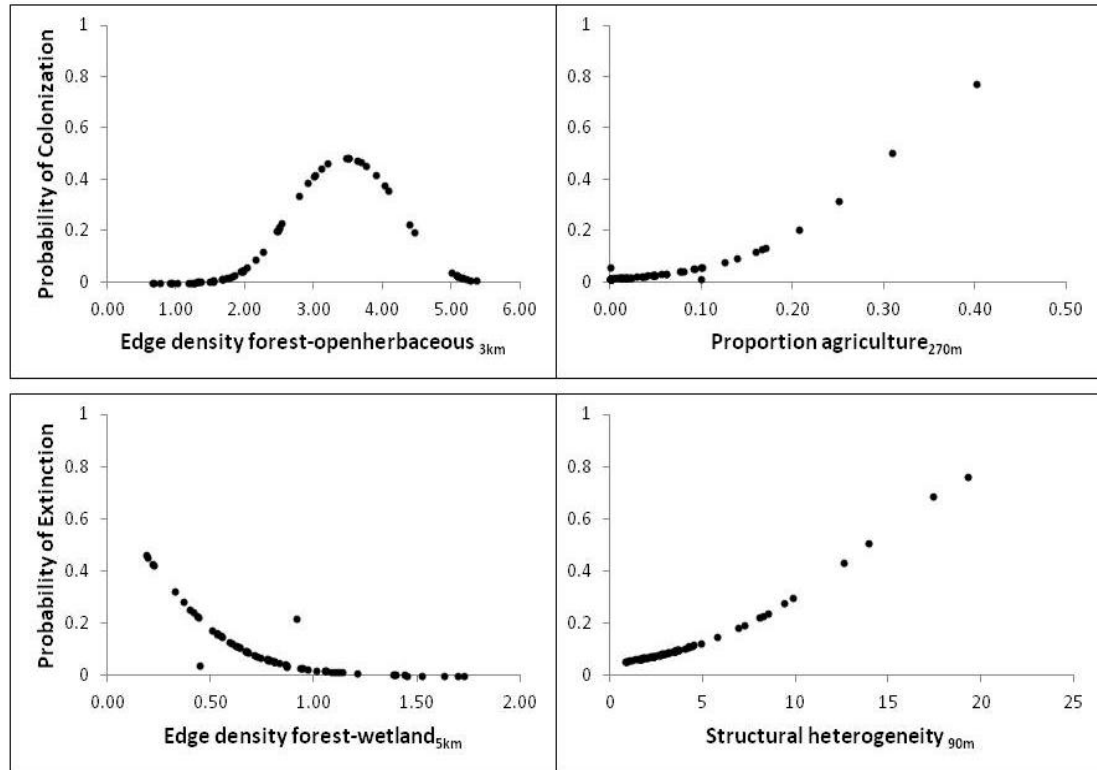 Probability of Colonization
1
0.8
0.6
0.4
0.2
0
0.00 1.00 2.00 3.00 4.00 5.00 6.00
Edge density forest-openherbaceous 3km
1
0.8
0.6
0.4
0.2
0
0.00 0.10 0.20 0.30 0.40 0.50
Proportion agriculture270m
Probability of Extinction
1
0.8
0.6
0.4
0.2
0
0.00 0.50 1.00 1.50 2.00
Edge density forest-wetland5km
1
0.8
0.6
0.4
0.2
0
0 5 10 15 20 25
Structural heterogeneity 90m